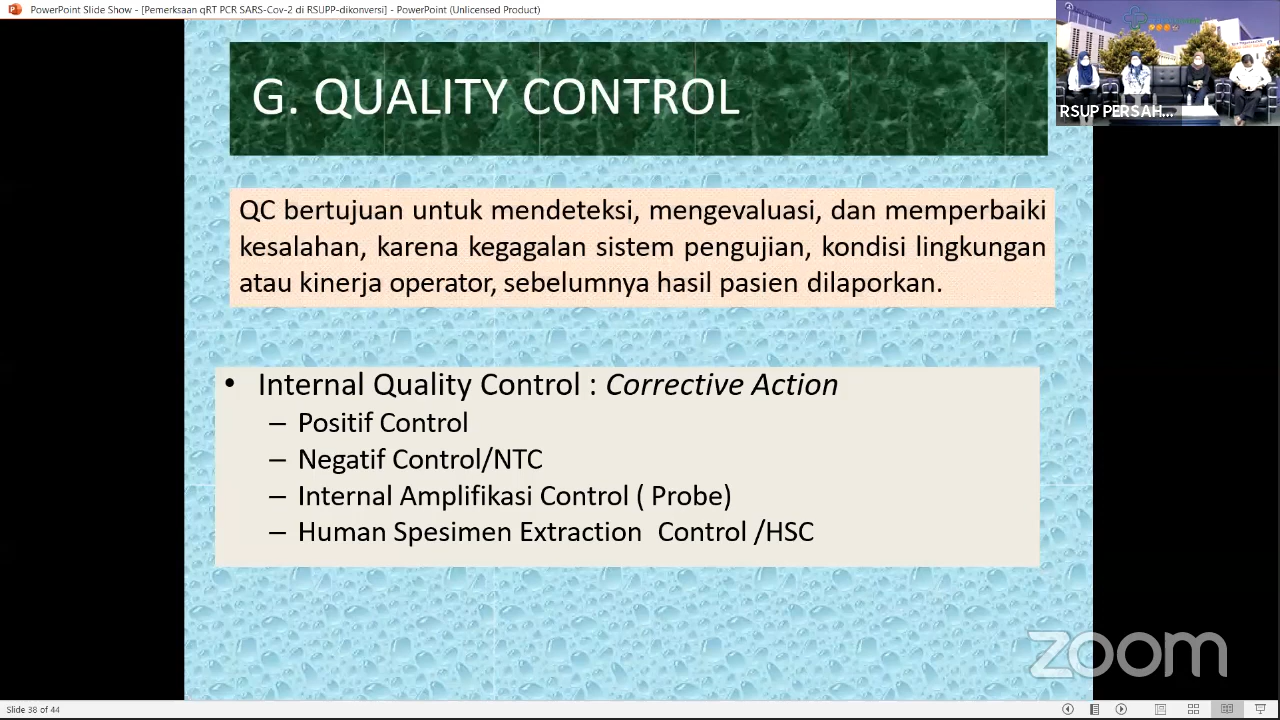 PowerPoint Slide Show - [Pemerksaan qRT PCR SARS-Cov-2 di RSUPP-dikonversi] - PowerPoint (Unlicensed Product)
G. QUALITY CONTROL
RSUP PERSAH...
QC bertujuan untuk mendeteksi, mengevaluasi, dan memperbaiki
kesalahan, karena kegagalan sistem pengujian, kondisi lingkungan
atau kinerja operator, sebelumnya hasil pasien dilaporkan.
• Internal Quality Control : Corrective Action
– Positif Control
– Negatif Control/NTC
– Internal Amplifikasi Control ( Probe)
– Human Spesimen Extraction  Control /HSC
zoom
Slide 38 of 44